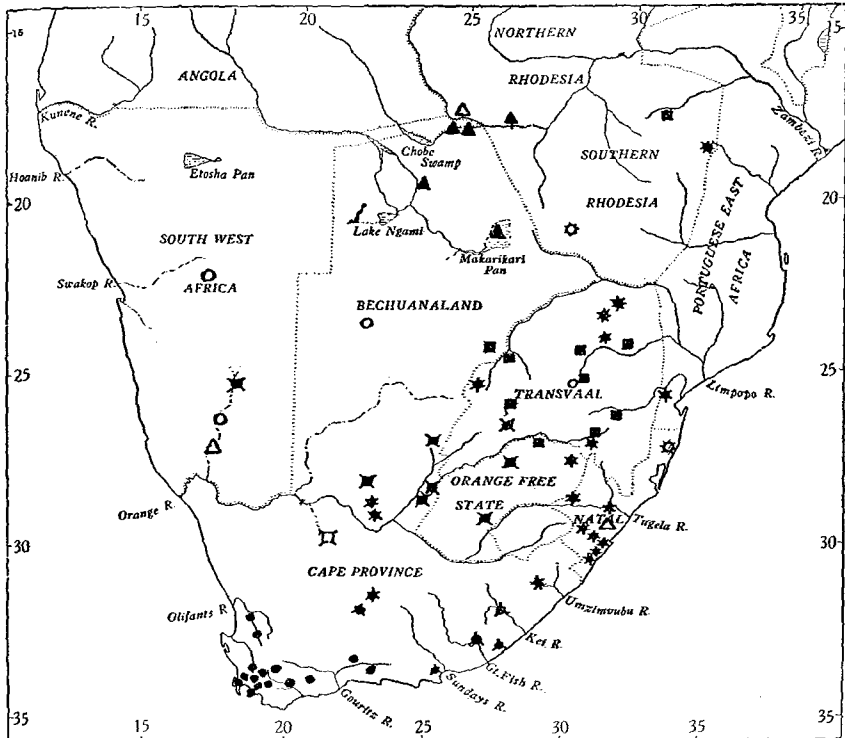 15 20 25 30 35
15
15
NORTHERN
RHODESIA
ANGOLA
Kunene R.
Zambezi R.
Chobe
Swamp
SOUTHERN
RHODESIA
Hoanib R.
Etosha Pan
20
20
Lake Ngami
Makarikari
Pan
PORTUGUESE EAST
AFRICA
SOUTH WEST
AFRICA
Swakop R.
BECHUANALAND
25
25
TRANSVAAL
Limpopo R.
ORANGE FREE
STATE
Orange R.
NATAL
Tugela R.
30
30
CAPE PROVINCE
Olifants R
Umzimvubu R.
Kei R.
Gt. Fish R.
Sundays R.
Gouritz R.
35
35
15 20 25 30